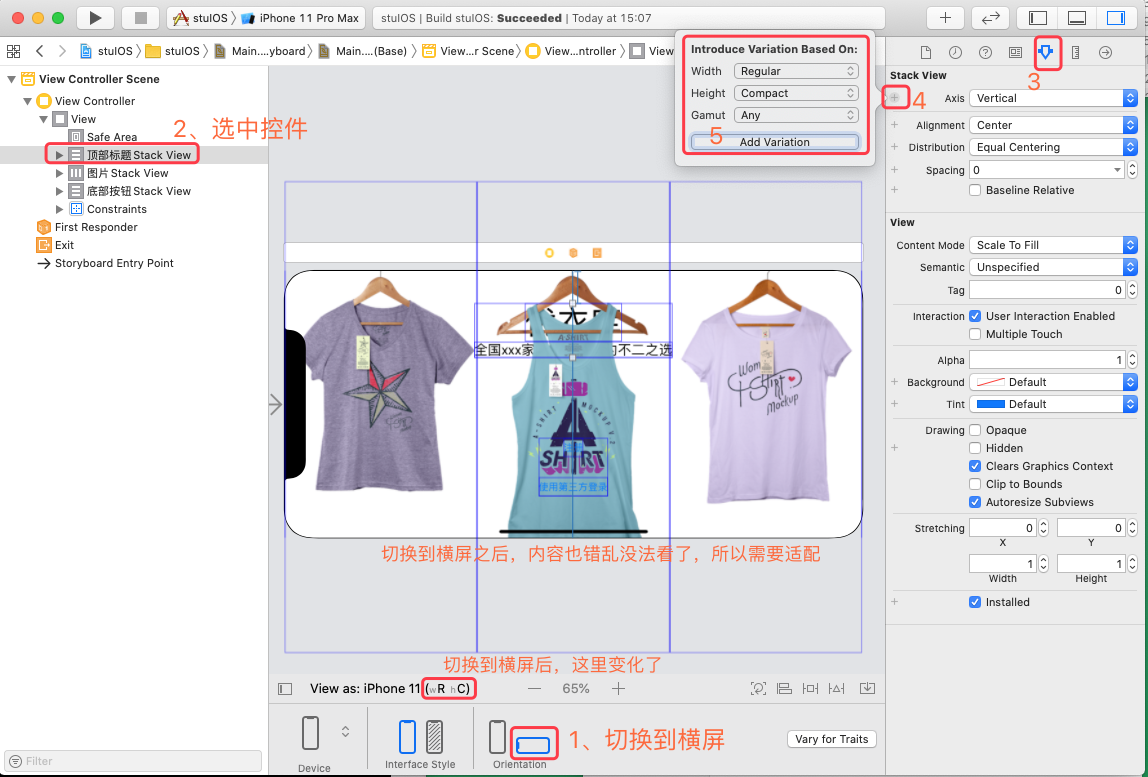 stuIOS
iPhone 11 Pro Max
stuIOS | Build stuIOS: Succeeded | Today at 15:07
stuIOS
stuIOS
Main....yboard
Main....(Base)
View...r Scene
View...ntroller
View
View Controller Scene
View Controller
View
Safe Area
顶部标题Stack View
图片Stack View
底部按钮Stack View
Constraints
First Responder
Exit
Storyboard Entry Point
2、选中控件
Introduce Variation Based On:
Width Regular
Height Compact
Gamut Any
Add Variation
5
3
4
Stack View
Axis Vertical
Alignment Center
Distribution Equal Centering
Spacing 0
Baseline Relative
View
Content Mode Scale To Fill
Semantic Unspecified
Tag 0
Interaction User Interaction Enabled
Multiple Touch
Alpha 1
Background Default
Tint Default
Drawing Opaque
Hidden
Clears Graphics Context
Clip to Bounds
Autoresize Subviews
Stretching 0 0
X Y
1 1
Width Height
Installed
全国xxx家
的不二之选
A-SHIRT
A-SHIRT MOCKUP V.2
A
SHIRT
使用第三方登录
Wom
T-SHIRT
Mockup
切换到横屏之后，内容也错乱没法看了，所以需要适配
切换到横屏后，这里变化了
View as: iPhone 11 (wR hC)
65%
Device
Interface Style
Orientation
1、切换到横屏
Vary for Traits
Filter